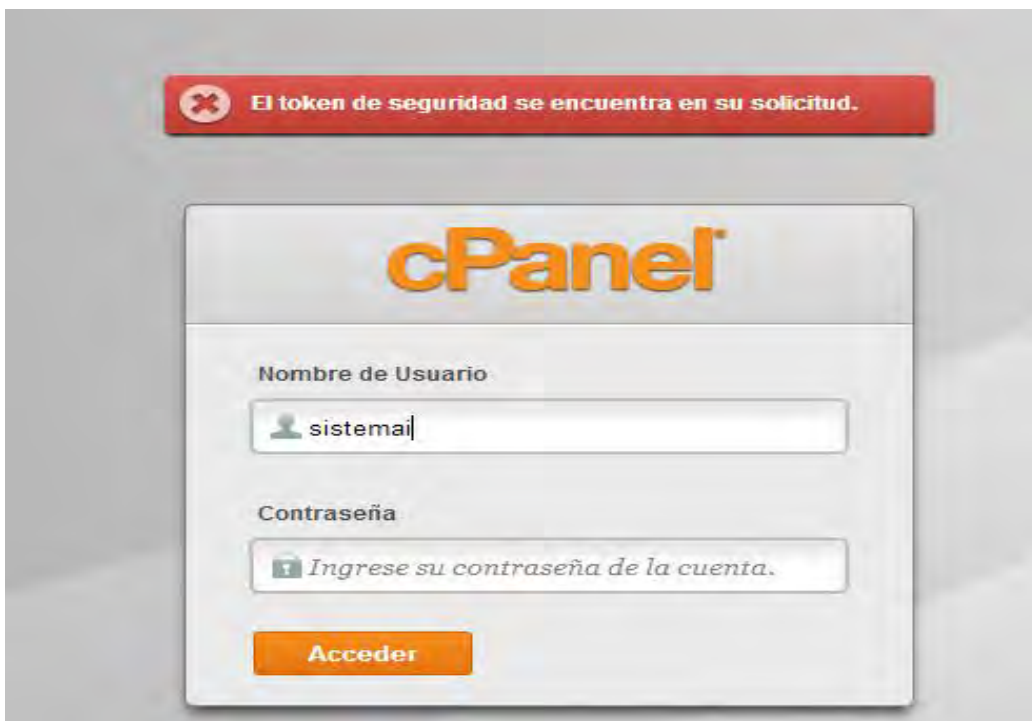 El token de seguridad se encuentra en su solicitud.
cPanel
Nombre de Usuario
sistemai
Contraseña
Ingrese su contraseña de la cuenta.
Acceder